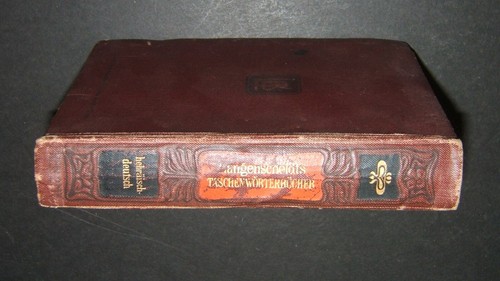 Langenscheidts
TASCHENWÖRTERBÜCHER
hebräisch-
deutsch